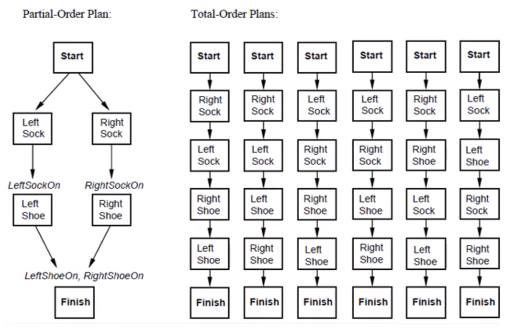 Partial-Order Plan:
Start
Left
Sock
Right
Sock
LeftSockOn
RightSockOn
Left
Shoe
Right
Shoe
LeftShoeOn, RightShoeOn
Finish
Total-Order Plans:
Start
Right
Sock
Left
Sock
Right
Shoe
Left
Shoe
Finish
Start
Right
Sock
Left
Sock
Left
Shoe
Right
Shoe
Finish
Start
Left
Sock
Right
Sock
Right
Shoe
Left
Shoe
Finish
Start
Left
Sock
Right
Sock
Left
Shoe
Right
Shoe
Finish
Start
Right
Sock
Right
Shoe
Left
Sock
Left
Shoe
Finish
Start
Left
Sock
Left
Shoe
Right
Sock
Right
Shoe
Finish